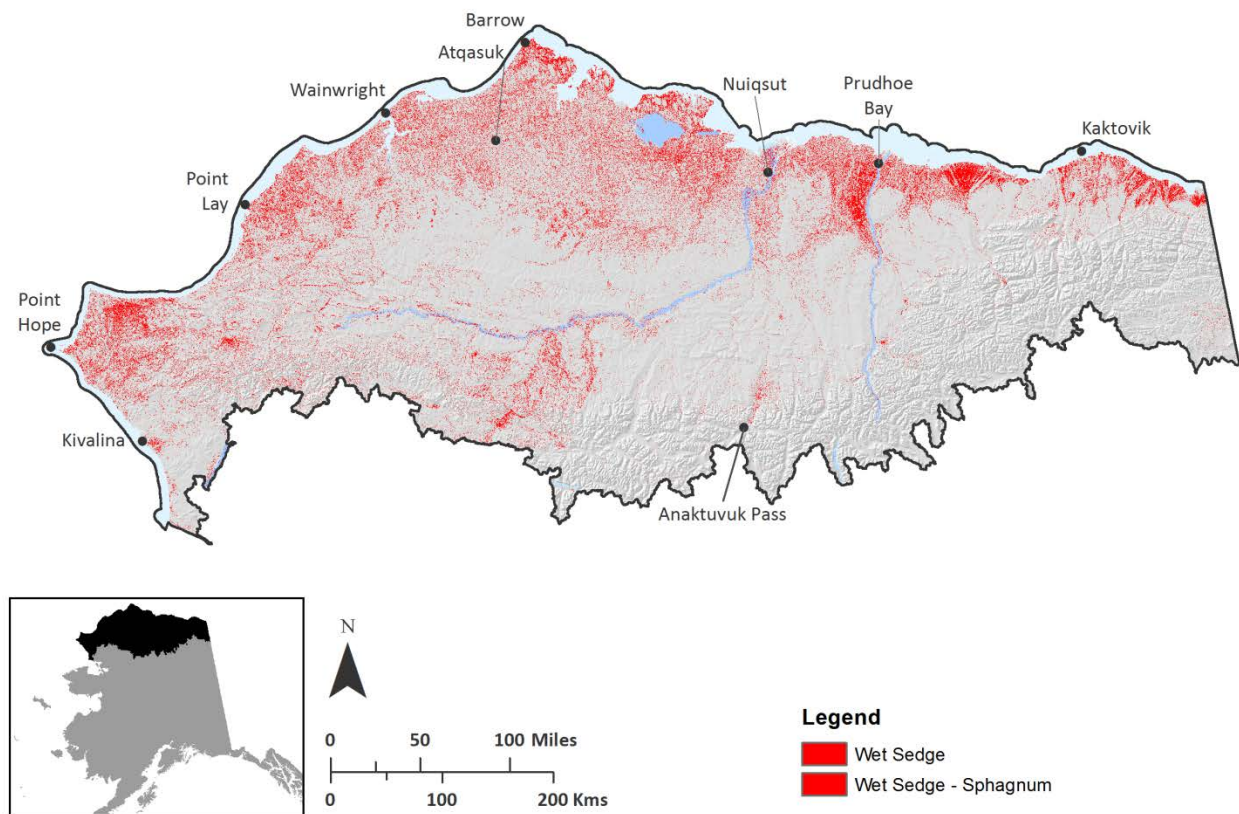 Barrow
Atqasuk
Wainwright
Nuiqsut
Prudhoe
Bay
Kaktovik
Point
Lay
Point
Hope
Kivalina
Anaktuvuk Pass
N
0 50 100 Miles
0 100 200 Kms
Legend
Wet Sedge
Wet Sedge - Sphagnum